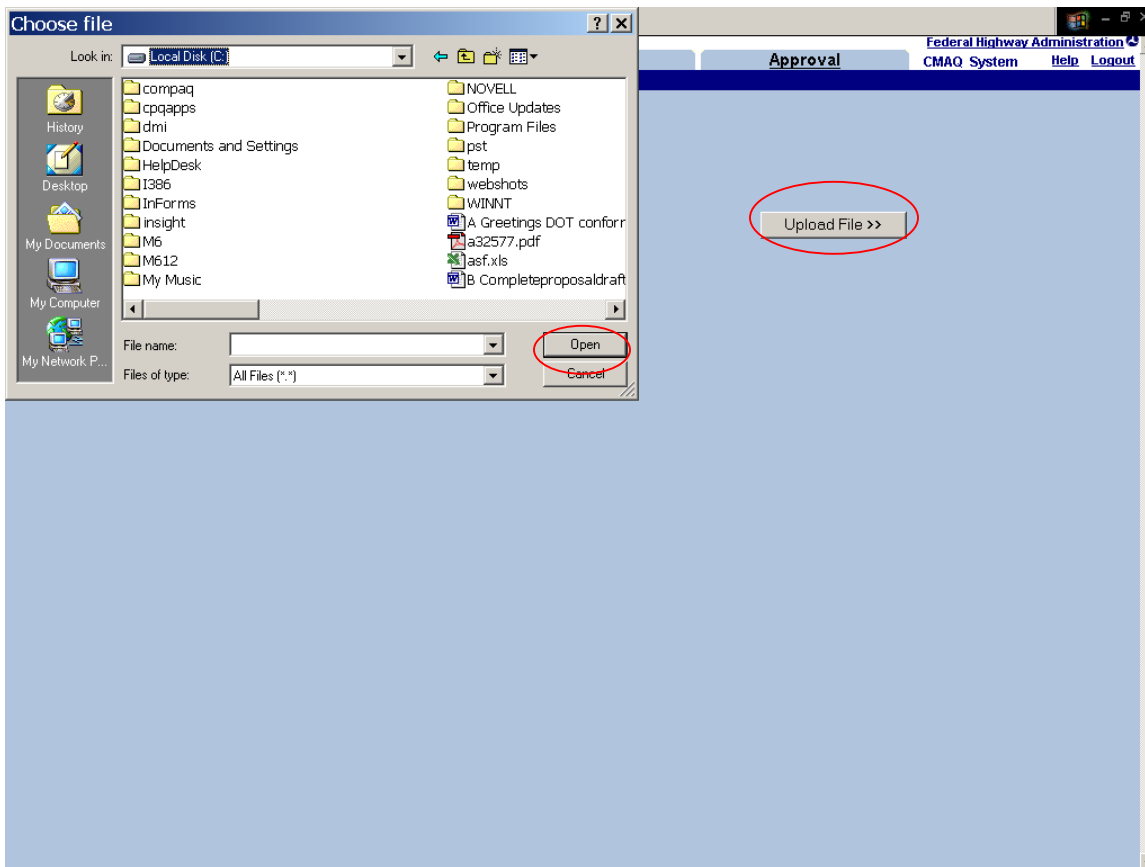 Choose file
Federal Highway Administration
Look in: Local Disk (C:)
Approval
CMAQ System Help Logout
History
Desktop
My Documents
My Computer
My Network P...
compaq
cpqapps
dmi
Documents and Settings
HelpDesk
I386
InForms
insight
M6
M612
My Music
NOVELL
Office Updates
Program Files
pst
temp
webshots
WINNT
A Greetings DOT conforr
a32577.pdf
asf.xls
B Completeproposaldraft
Upload File >>
File name:
Open
Files of type: All Files (*.*)
Cancel